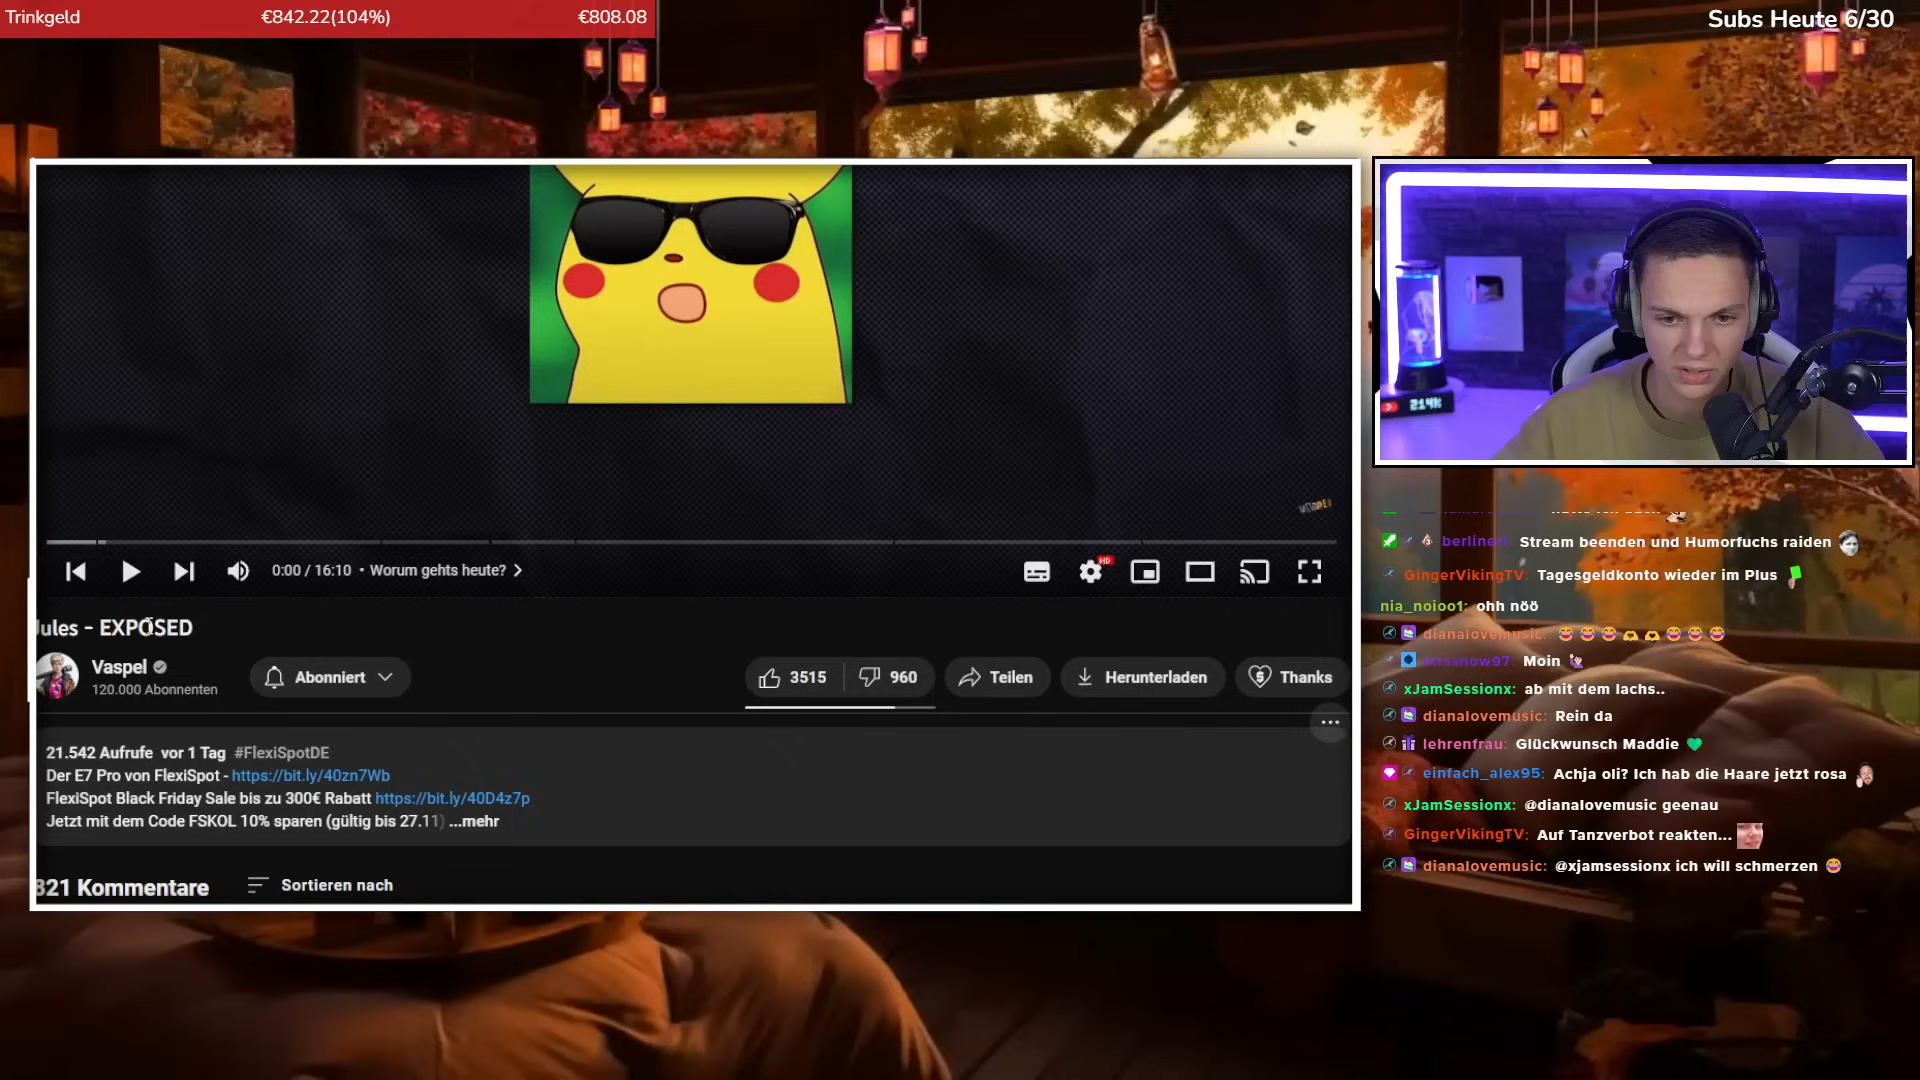 Trinkgeld €842.22(104%) €808.08
Subs Heute 6/30
214K
0:00 / 16:10 • Worum gehts heute?
HD
Jules - EXPOSED
Vaspel
120.000 Abonnenten
Abonniert
3515
960
Teilen
Herunterladen
Thanks
21.542 Aufrufe vor 1 Tag #FlexiSpotDE
Der E7 Pro von FlexiSpot - https://bit.ly/40zn7Wb
FlexiSpot Black Friday Sale bis zu 300€ Rabatt https://bit.ly/40D4z7p
Jetzt mit dem Code FSKOL 10% sparen (gültig bis 27.11) ...mehr
821 Kommentare
Sortieren nach
Stream beenden und Humorfuchs raiden
GingerVikingTV: Tagesgeldkonto wieder im Plus
nia_noioo1: ohh nöö
dianalovemusic:
mrssnow97: Moin
xJamSessionx: ab mit dem lachs..
dianalovemusic: Rein da
lehrenfrau: Glückwunsch Maddie
einfach_alex95: Achja oli? Ich hab die Haare jetzt rosa
xJamSessionx: @dianalovemusic geenau
GingerVikingTV: Auf Tanzverbot reakten...
dianalovemusic: @xjamsessionx ich will schmerzen